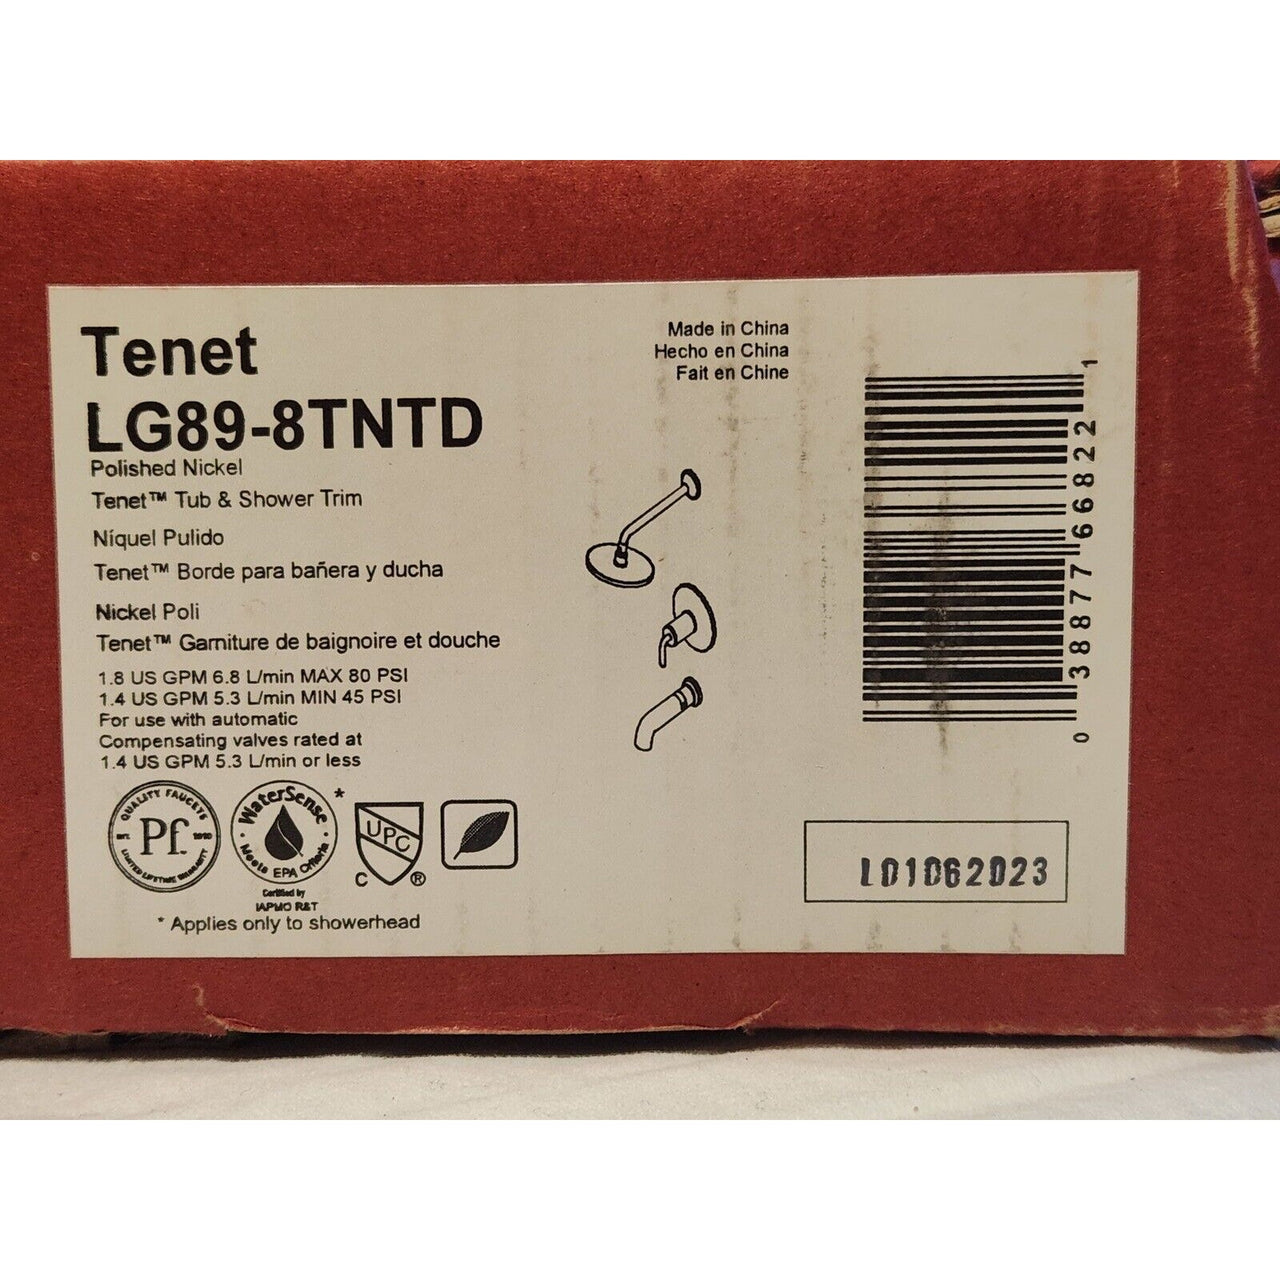 Tenet
LG89-8TNTD
Polished Nickel
Tenet™ Tub & Shower Trim
Níquel Pulido
Tenet™ Borde para bañera y ducha
Nickel Poli
Tenet™ Garniture de baignoire et douche
1.8 US GPM 6.8 L/min MAX 80 PSI
1.4 US GPM 5.3 L/min MIN 45 PSI
For use with automatic
Compensating valves rated at
1.4 US GPM 5.3 L/min or less
QUALITY FAUCETS
Pf.
LIMITED LIFETIME WARRANTY
WaterSense
Meets EPA Criteria
*
Certified by
IAPMO R&T
UPC
C ®
* Applies only to showerhead
Made in China
Hecho en China
Fait en Chine
0 38877 66822 1
L01062023